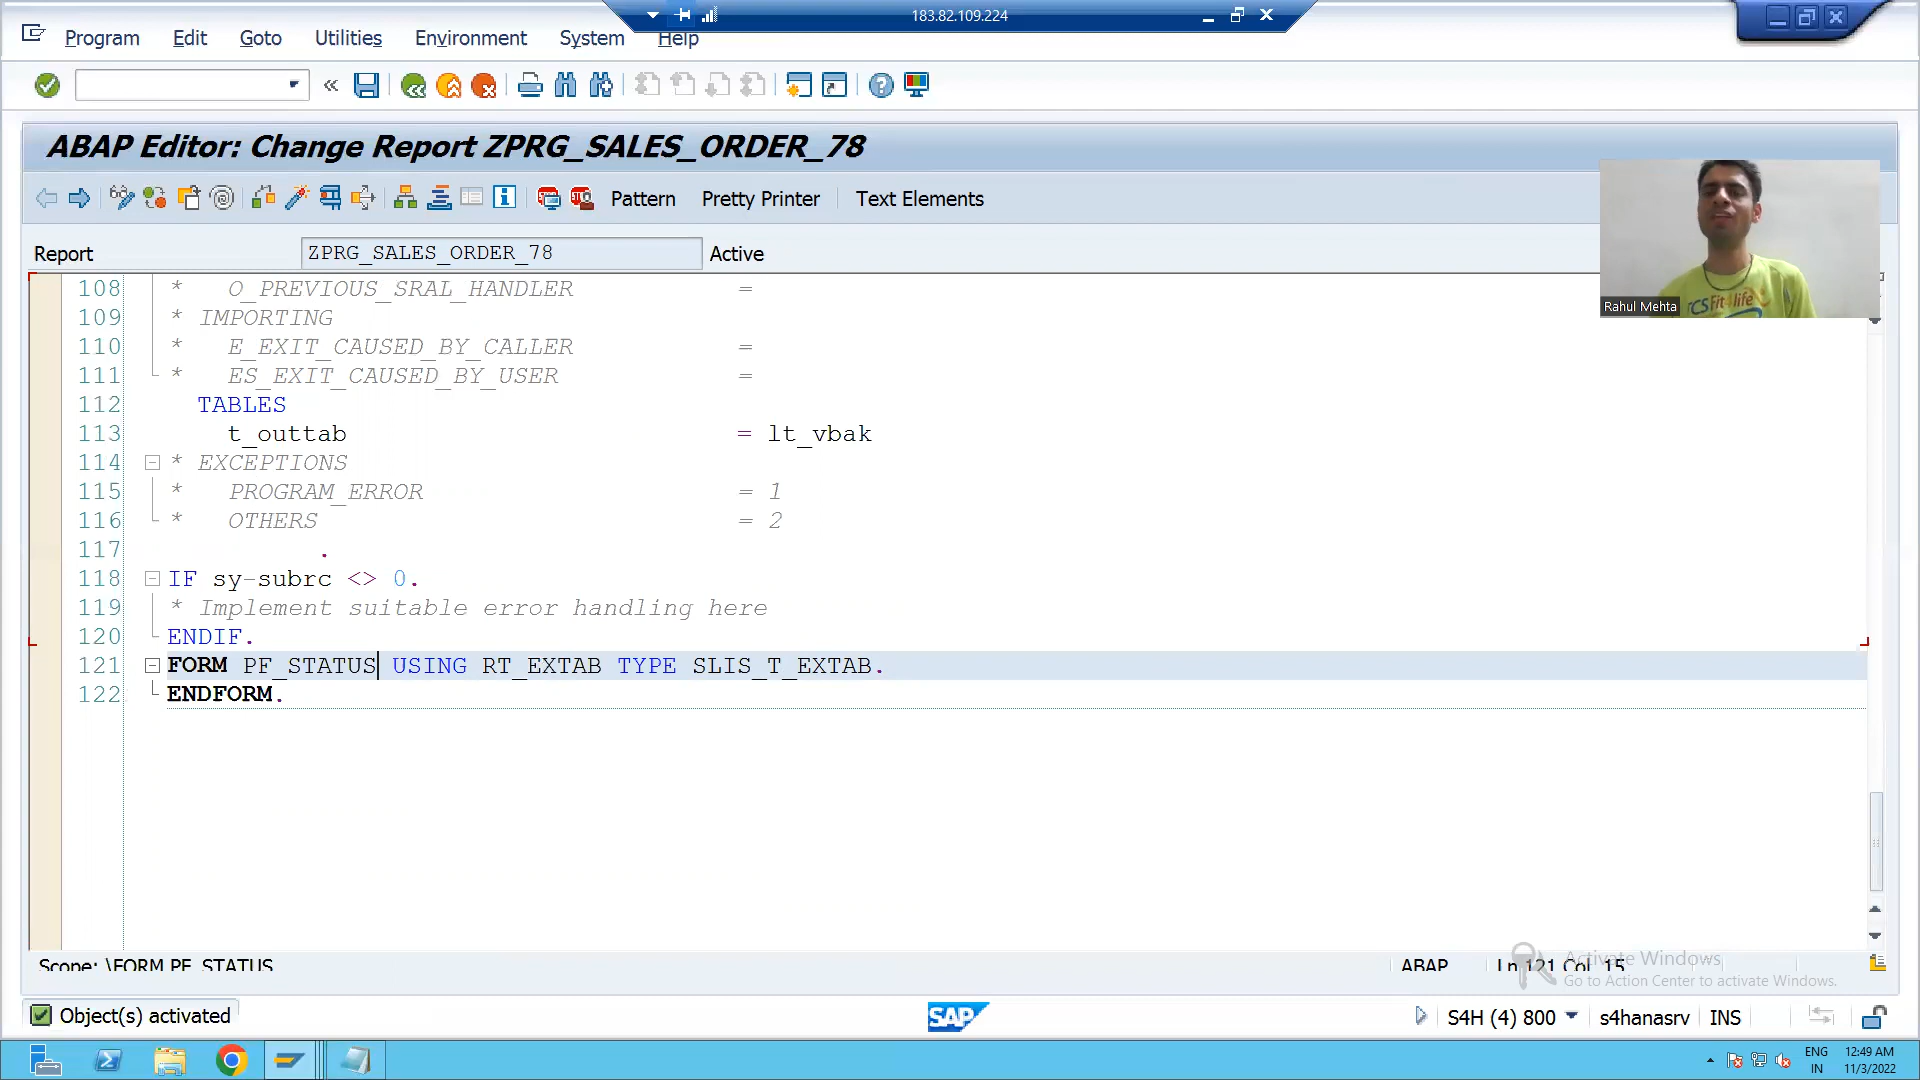 183.82.109.224
Program Edit Goto Utilities Environment System Help
ABAP Editor: Change Report ZPRG_SALES_ORDER_78
Pattern Pretty Printer Text Elements
Report ZPRG_SALES_ORDER_78 Active
Rahul Mehta
108 * O_PREVIOUS_SRAL_HANDLER =
109 * IMPORTING
110 * E_EXIT_CAUSED_BY_CALLER =
111 * ES_EXIT_CAUSED_BY_USER =
112 TABLES
113 t_outtab = lt_vbak
114 * EXCEPTIONS
115 * PROGRAM_ERROR = 1
116 * OTHERS = 2
117 .
118 IF sy-subrc <> 0.
119 * Implement suitable error handling here
120 ENDIF.
121 FORM PF_STATUS USING RT_EXTAB TYPE SLIS_T_EXTAB.
122 ENDFORM.
Scope: \FORM PF_STATUS ABAP Ln 121 Col 15
Activate Windows
Go to Action Center to activate Windows.
Object(s) activated SAP S4H (4) 800 s4hanasrv INS
ENG 12:49 AM
IN 11/3/2022